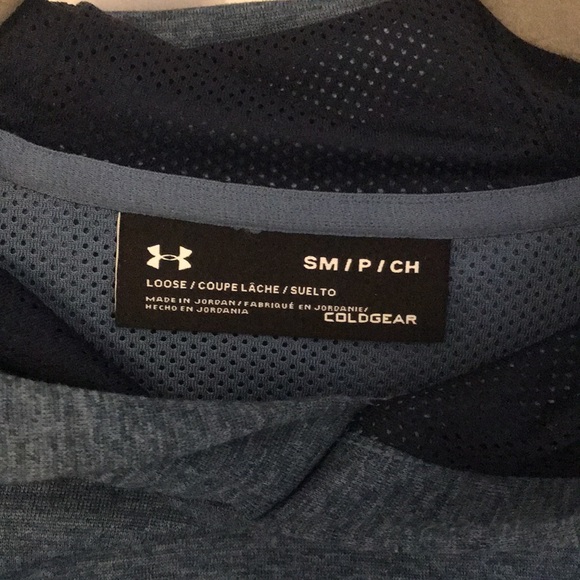 SM / P / CH
LOOSE / COUPE LÂCHE / SUELTO
MADE IN JORDAN / FABRIQUÉ EN JORDANIE /
HECHO EN JORDANIA
COLDGEAR